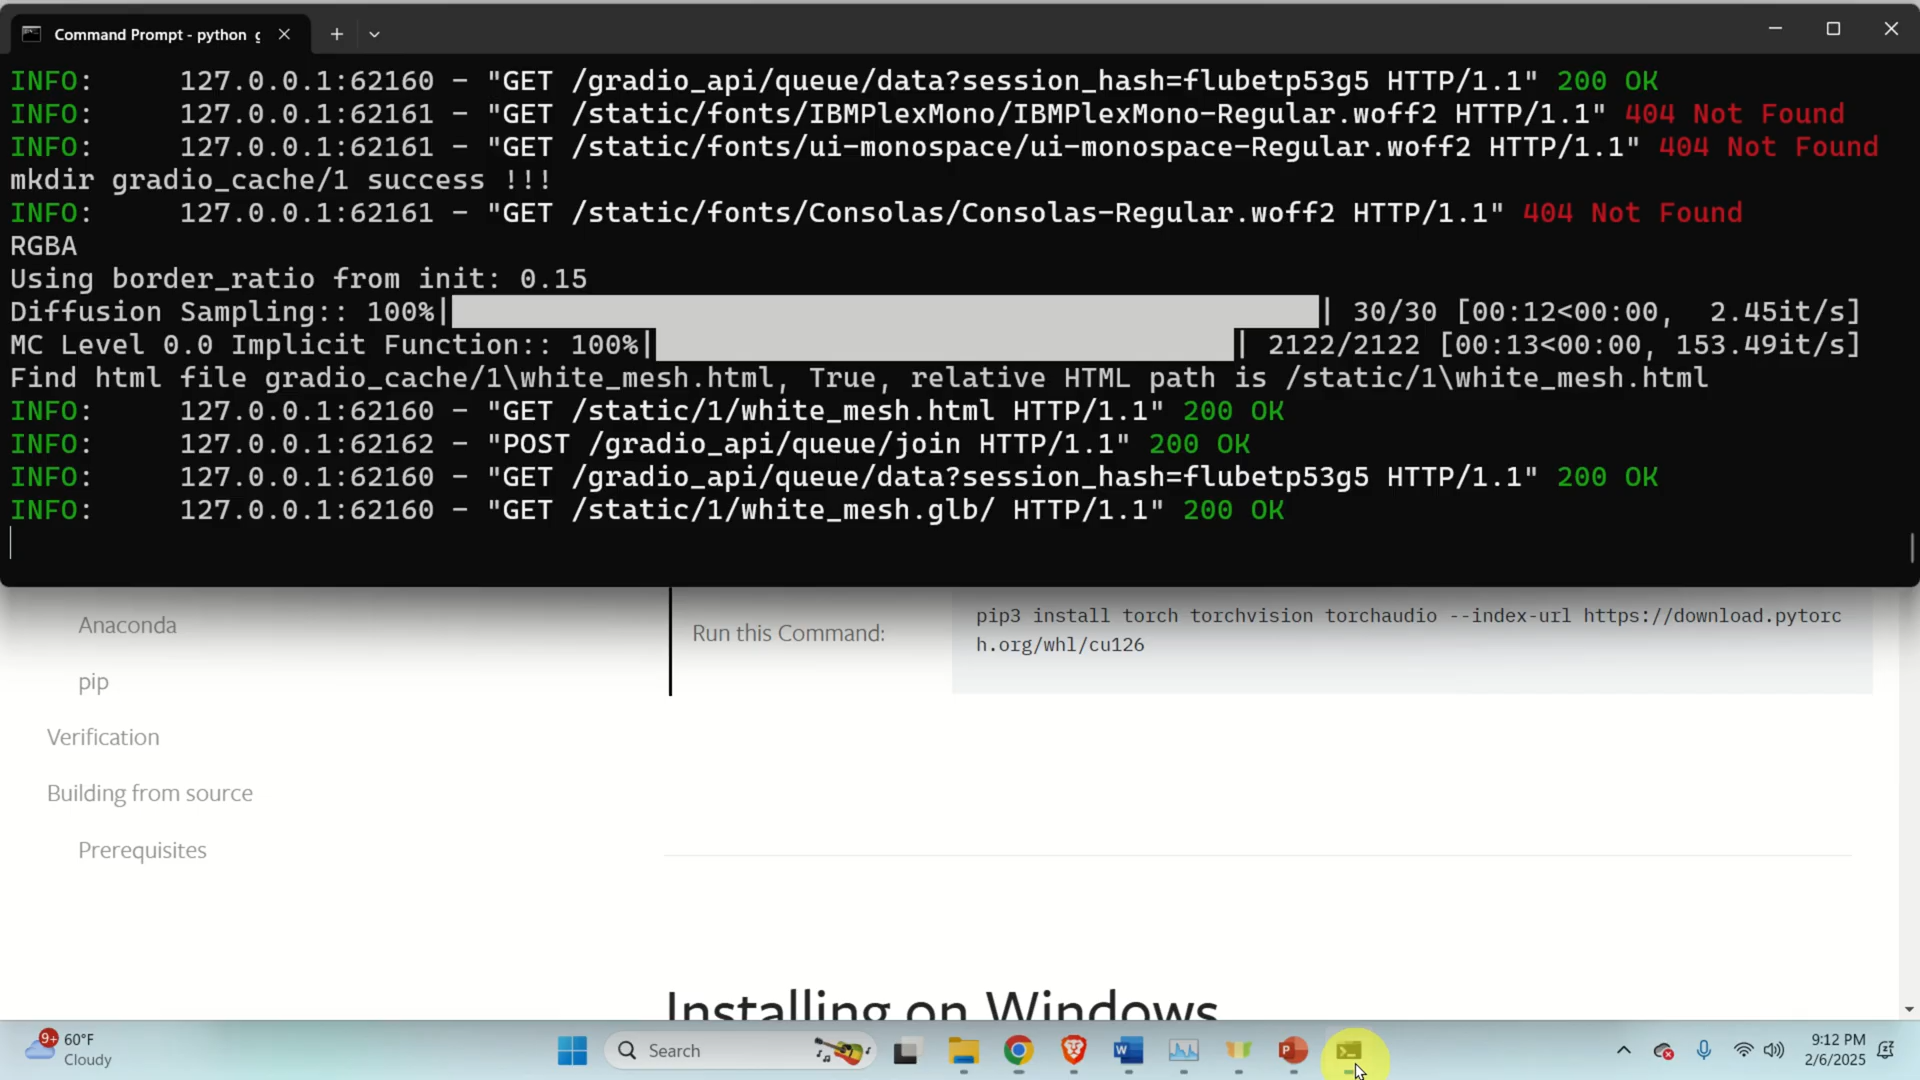 Command Prompt - python g
INFO:     127.0.0.1:62160 - "GET /gradio_api/queue/data?session_hash=flubetp53g5 HTTP/1.1" 200 OK
INFO:     127.0.0.1:62161 - "GET /static/fonts/IBMPlexMono/IBMPlexMono-Regular.woff2 HTTP/1.1" 404 Not Found
INFO:     127.0.0.1:62161 - "GET /static/fonts/ui-monospace/ui-monospace-Regular.woff2 HTTP/1.1" 404 Not Found
mkdir gradio_cache/1 success !!!
INFO:     127.0.0.1:62161 - "GET /static/fonts/Consolas/Consolas-Regular.woff2 HTTP/1.1" 404 Not Found
RGBA
Using border_ratio from init: 0.15
Diffusion Sampling:: 100%| | 30/30 [00:12<00:00,  2.45it/s]
MC Level 0.0 Implicit Function:: 100%| | 2122/2122 [00:13<00:00, 153.49it/s]
Find html file gradio_cache/1\white_mesh.html, True, relative HTML path is /static/1\white_mesh.html
INFO:     127.0.0.1:62160 - "GET /static/1/white_mesh.html HTTP/1.1" 200 OK
INFO:     127.0.0.1:62162 - "POST /gradio_api/queue/join HTTP/1.1" 200 OK
INFO:     127.0.0.1:62160 - "GET /gradio_api/queue/data?session_hash=flubetp53g5 HTTP/1.1" 200 OK
INFO:     127.0.0.1:62160 - "GET /static/1/white_mesh.glb/ HTTP/1.1" 200 OK
Anaconda
pip
Verification
Building from source
Prerequisites
Run this Command:
pip3 install torch torchvision torchaudio --index-url https://download.pytorc
h.org/whl/cu126
Installing on Windows
9+
60°F
Cloudy
Search
9:12 PM
2/6/2025